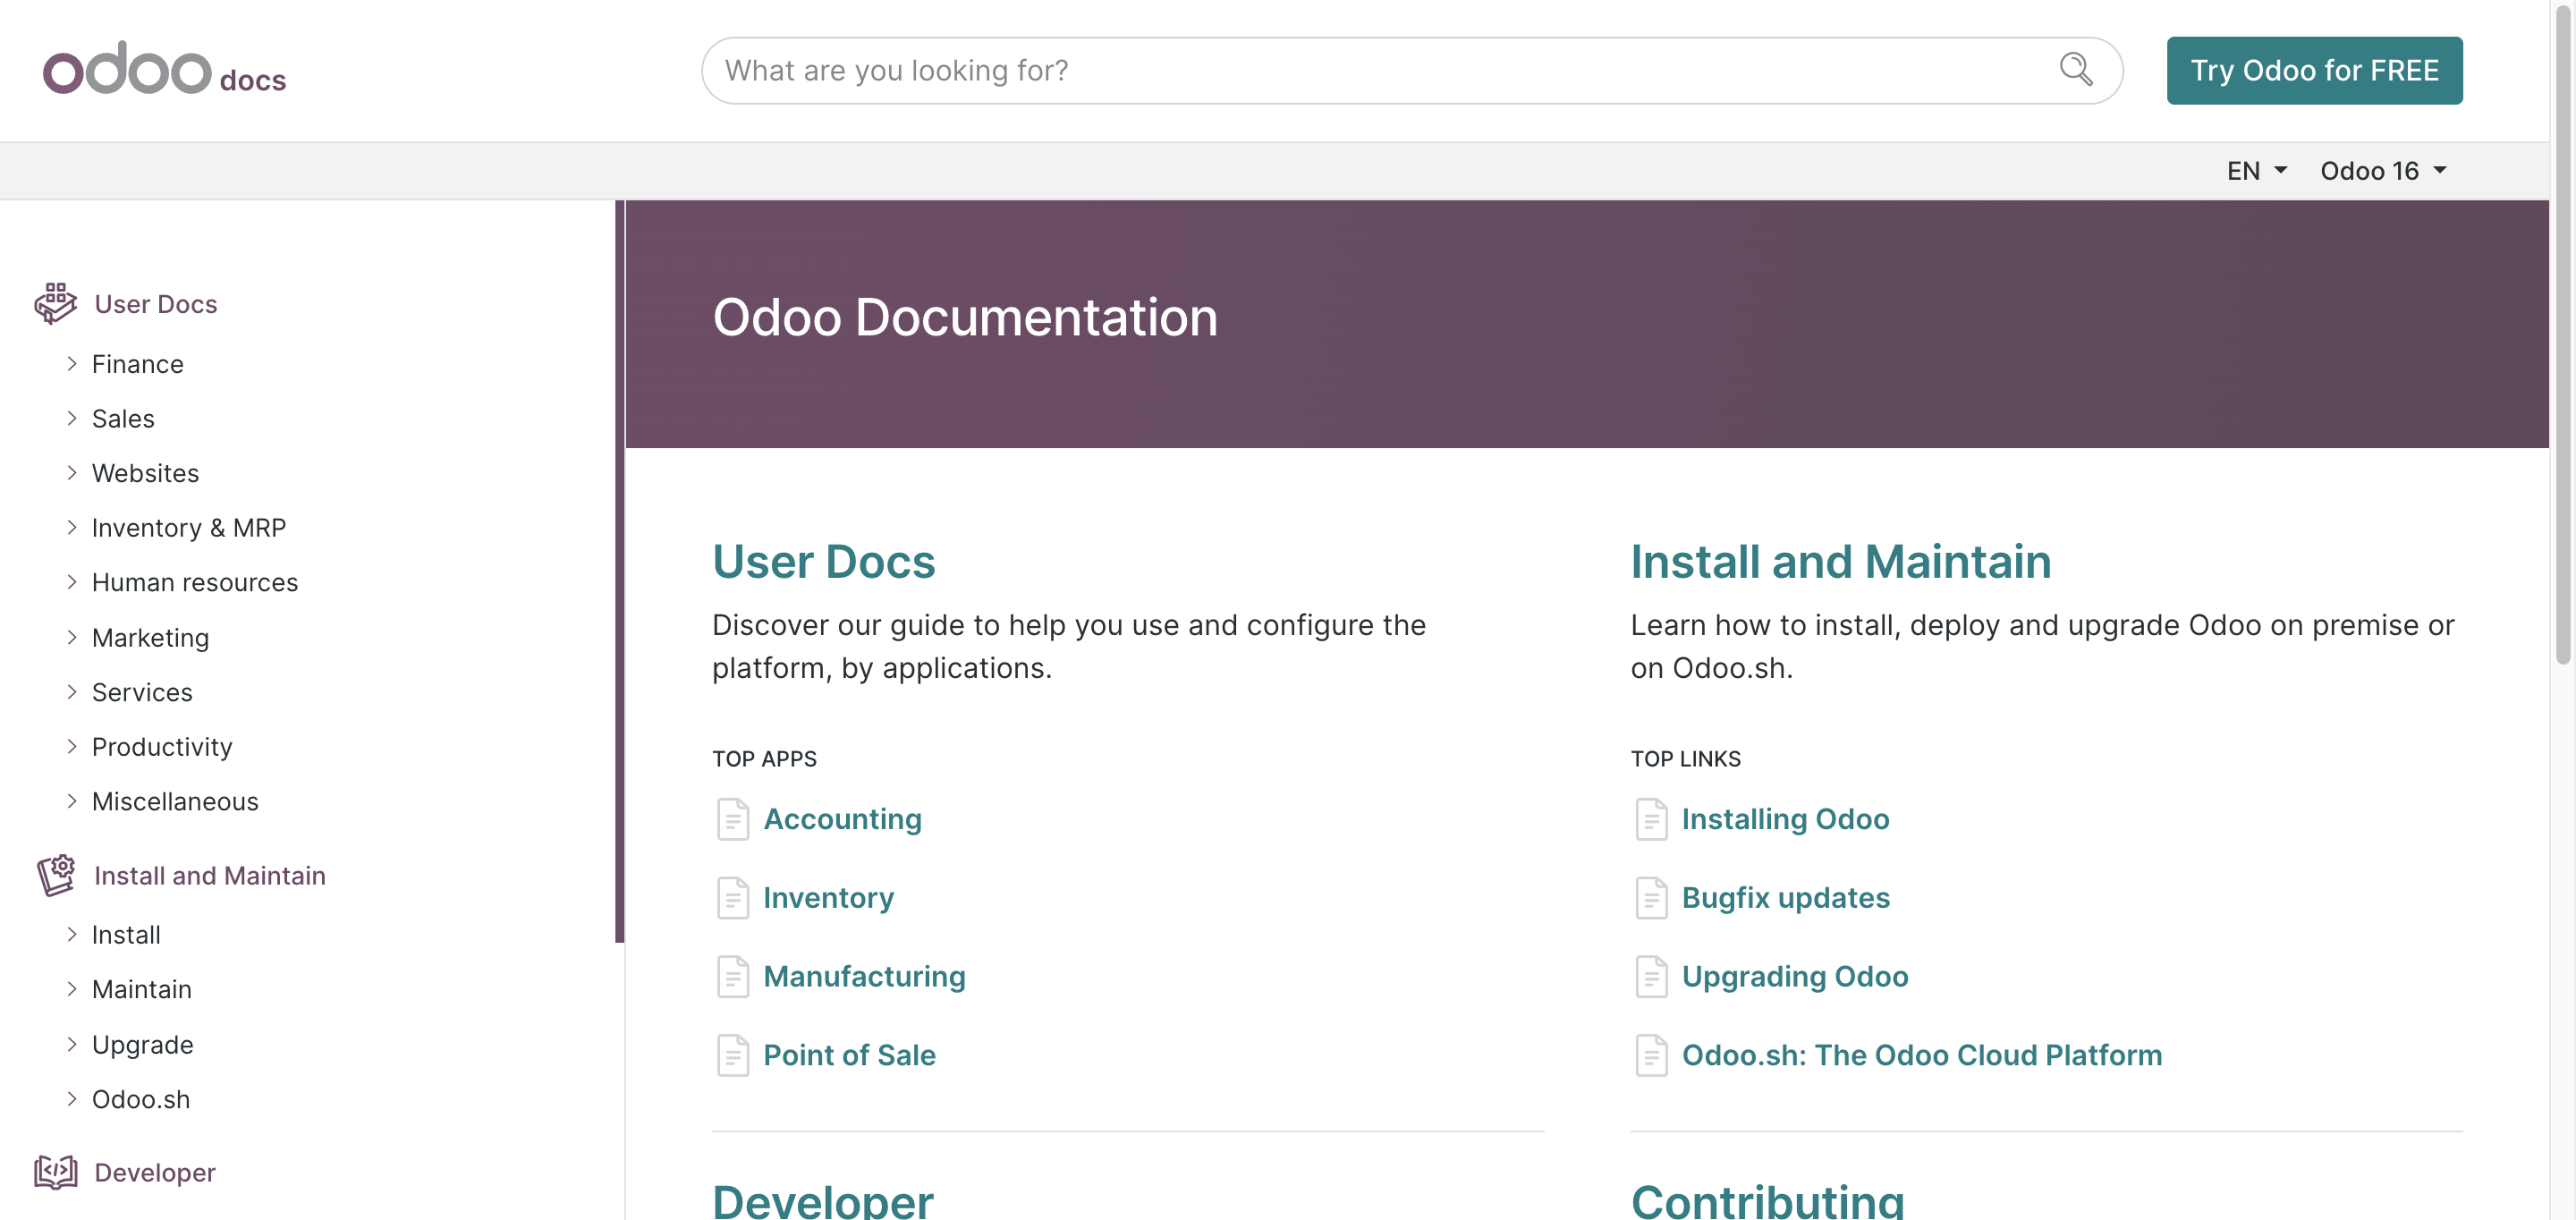 odoo docs
What are you looking for?
Try Odoo for FREE
EN
Odoo 16
User Docs
Finance
Sales
Websites
Inventory & MRP
Human resources
Marketing
Services
Productivity
Miscellaneous
Install and Maintain
Install
Maintain
Upgrade
Odoo.sh
Developer
Odoo Documentation
User Docs
Discover our guide to help you use and configure the
platform, by applications.
TOP APPS
Accounting
Inventory
Manufacturing
Point of Sale
Install and Maintain
Learn how to install, deploy and upgrade Odoo on premise or
on Odoo.sh.
TOP LINKS
Installing Odoo
Bugfix updates
Upgrading Odoo
Odoo.sh: The Odoo Cloud Platform
Developer
Contributing